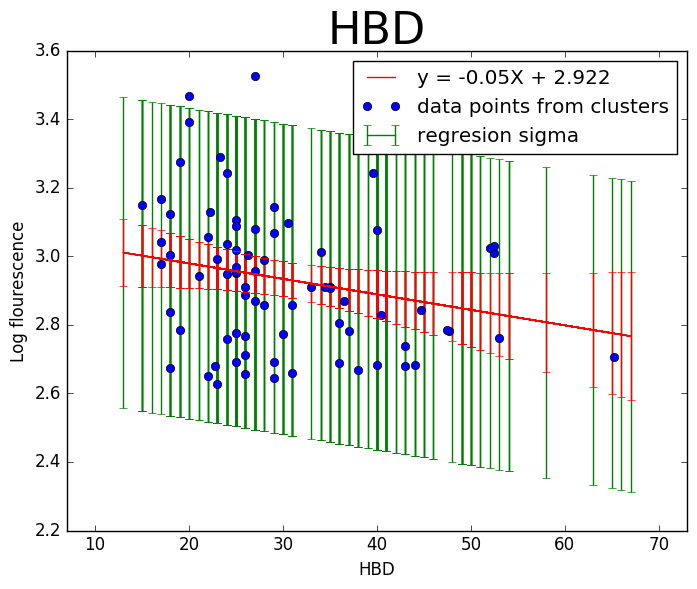 HBD
y = -0.05X + 2.922
data points from clusters
regresion sigma
3.6
3.4
3.2
3.0
2.8
2.6
2.4
2.2
Log flourescence
10 20 30 40 50 60 70
HBD